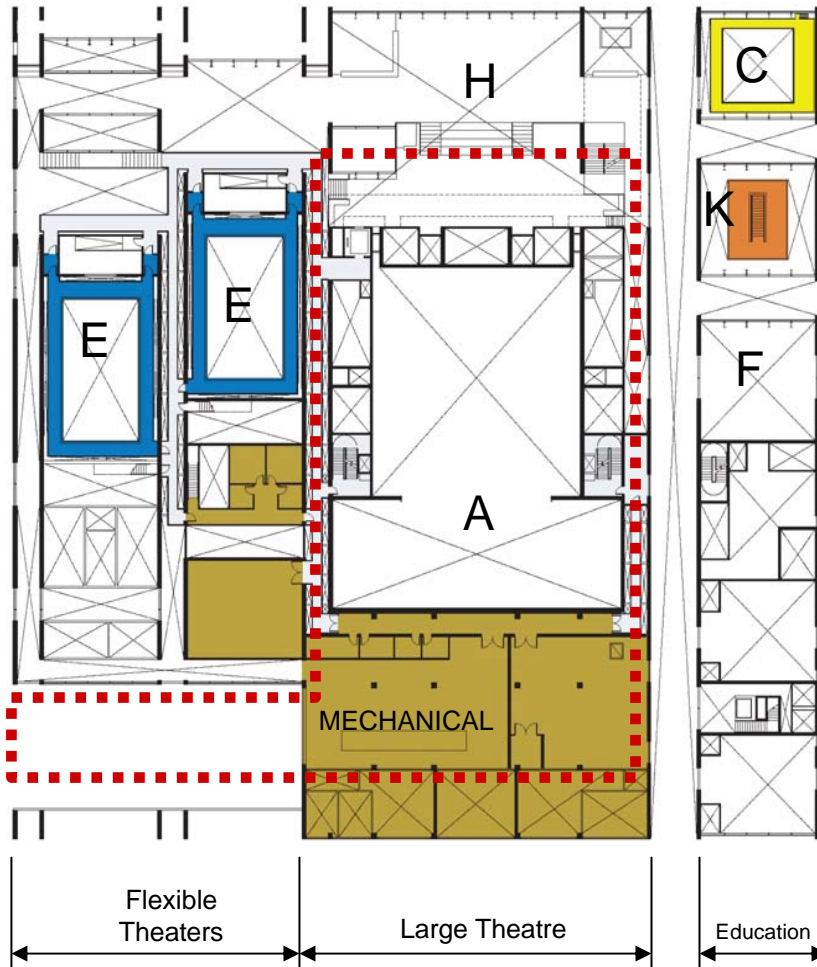 H
C
K
E
E
F
A
MECHANICAL
Flexible
Theaters
Large Theatre
Education